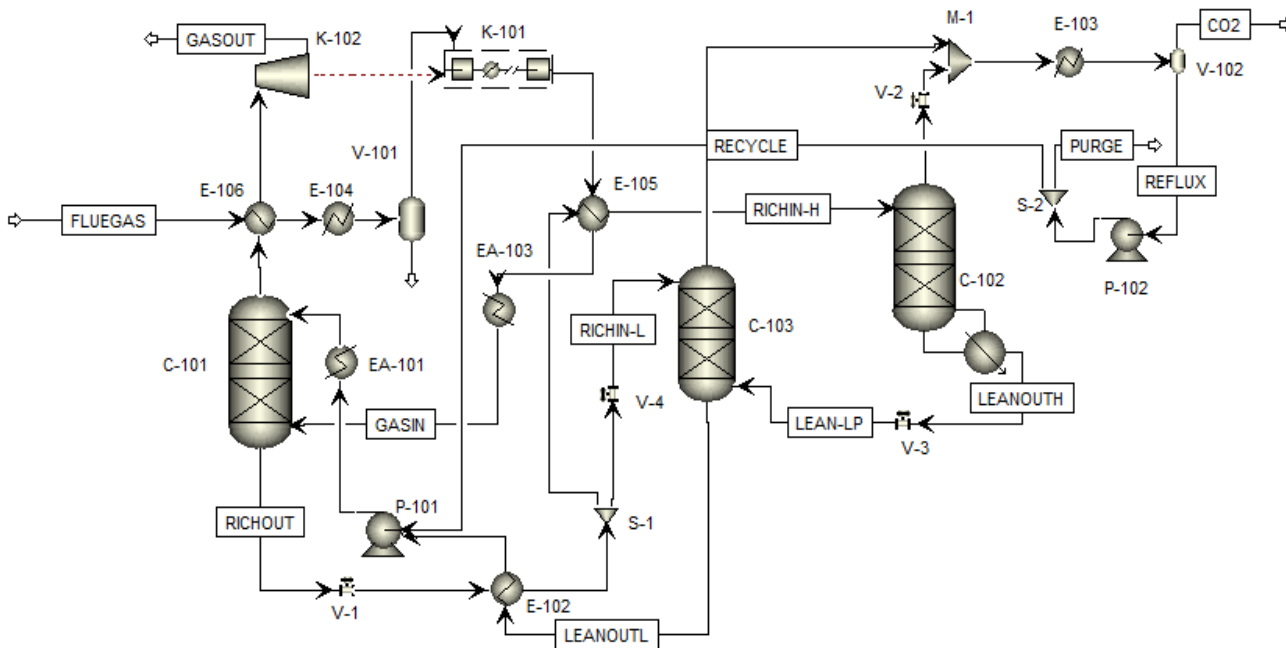 GASOUT
K-102
K-101
M-1
E-103
CO2
V-102
V-2
V-101
RECYCLE
PURGE
REFLUX
E-106
E-104
E-105
RICHIN-H
S-2
FLUEGAS
EA-103
P-102
C-102
RICHIN-L
C-103
C-101
EA-101
LEANOUTH
V-4
GASIN
LEAN-LP
V-3
P-101
RICHOUT
S-1
V-1
E-102
LEANOUTL